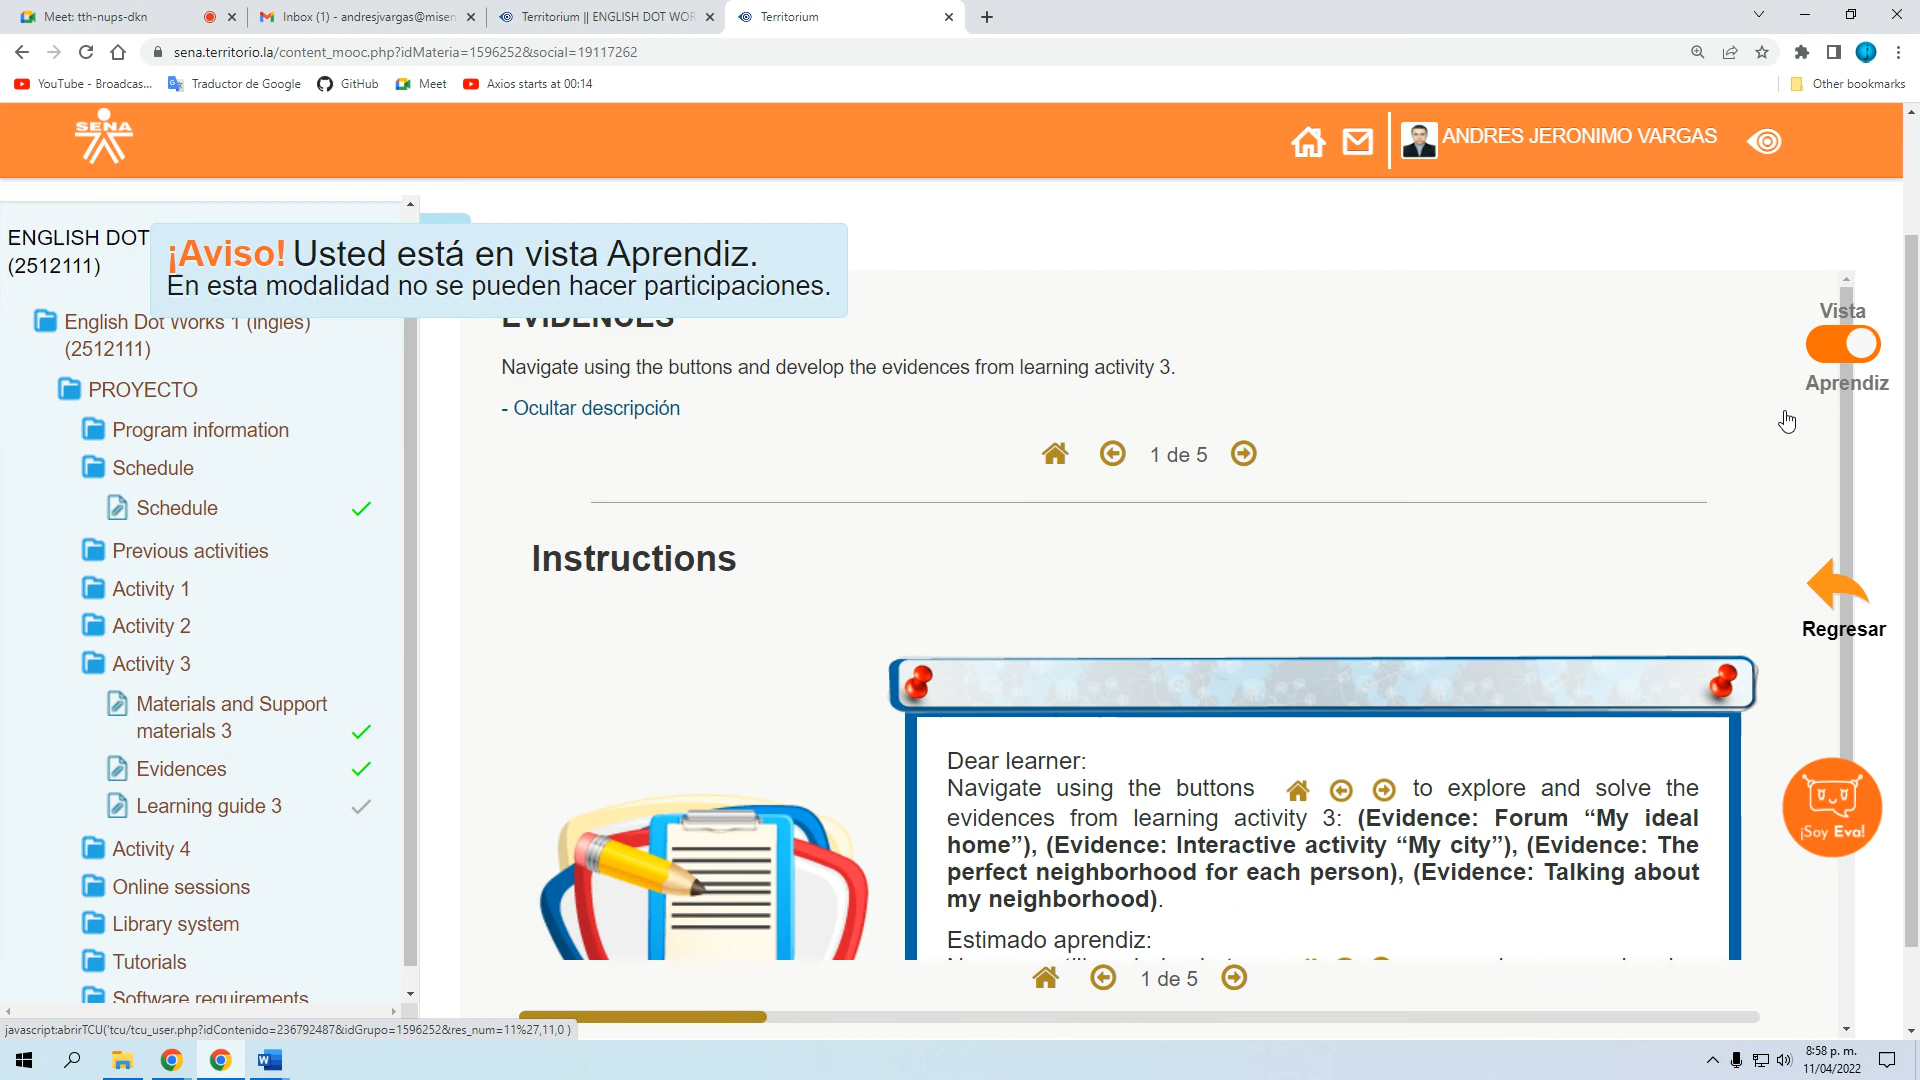 Meet: tth-nups-dkn
Inbox (1) - andresjvargas@misen
Territorium || ENGLISH DOT WOR
Territorium
sena.territorio.la/content_mooc.php?idMateria=1596252&social=19117262
YouTube - Broadcas...
Traductor de Google
GitHub
Meet
Axios starts at 00:14
Other bookmarks
SENA
ANDRES JERONIMO VARGAS
ENGLISH DOT
(2512111)
¡Aviso! Usted está en vista Aprendiz.
En esta modalidad no se pueden hacer participaciones.
English Dot Works 1 (Ingles)
(2512111)
PROYECTO
Program information
Schedule
Schedule
Previous activities
Activity 1
Activity 2
Activity 3
Materials and Support
materials 3
Evidences
Learning guide 3
Activity 4
Online sessions
Library system
Tutorials
Software requirements
EVIDENCES
Navigate using the buttons and develop the evidences from learning activity 3.
- Ocultar descripción
1 de 5
Instructions
Dear learner:
Navigate using the buttons to explore and solve the
evidences from learning activity 3: (Evidence: Forum “My ideal
home”), (Evidence: Interactive activity “My city”), (Evidence: The
perfect neighborhood for each person), (Evidence: Talking about
my neighborhood).
Estimado aprendiz:
1 de 5
Vista
Aprendiz
Regresar
¡Soy Eva!
javascript:abrirTCU('tcu/tcu_user.php?idContenido=236792487&idGrupo=1596252&res_num=11%27,11,0 )
8:58 p. m.
11/04/2022